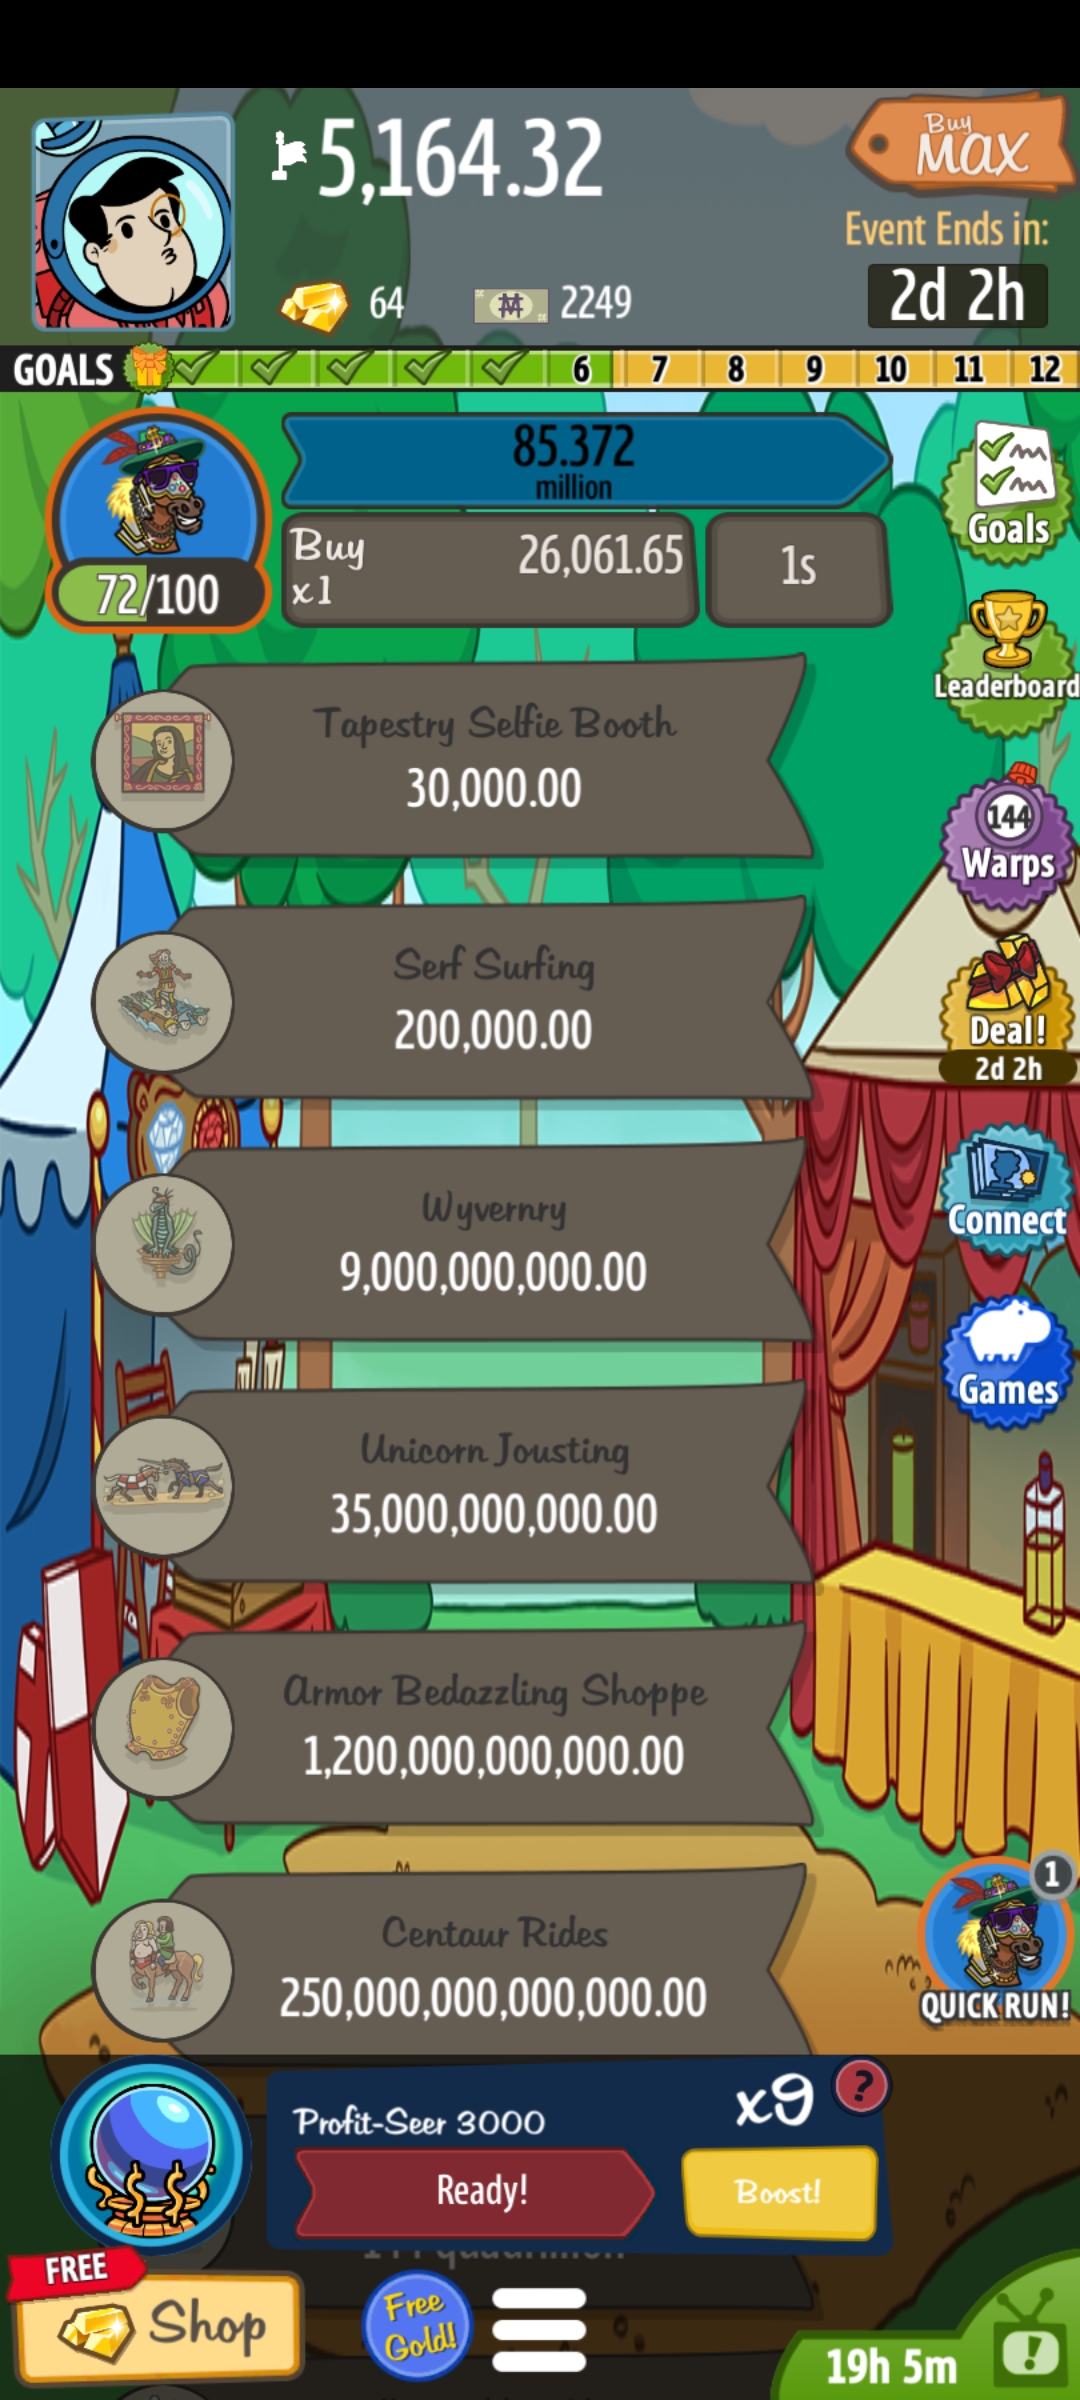 5,164.32
Buy
MAX
Event Ends in:
2d 2h
64
2249
GOALS
6
7
8
9
10
11
12
85.372
million
72/100
Buy
x1
26,061.65
1s
Goals
Leaderboard
144
Warps
Deal!
2d 2h
Connect
Games
Tapestry Selfie Booth
30,000.00
Serf Surfing
200,000.00
Wyvernry
9,000,000,000.00
Unicorn Jousting
35,000,000,000.00
Armor Bedazzling Shoppe
1,200,000,000,000.00
Centaur Rides
250,000,000,000,000.00
1
QUICK RUN!
Profit-Seer 3000
x9
?
Ready!
Boost!
FREE
Shop
Free
Gold!
19h 5m
!